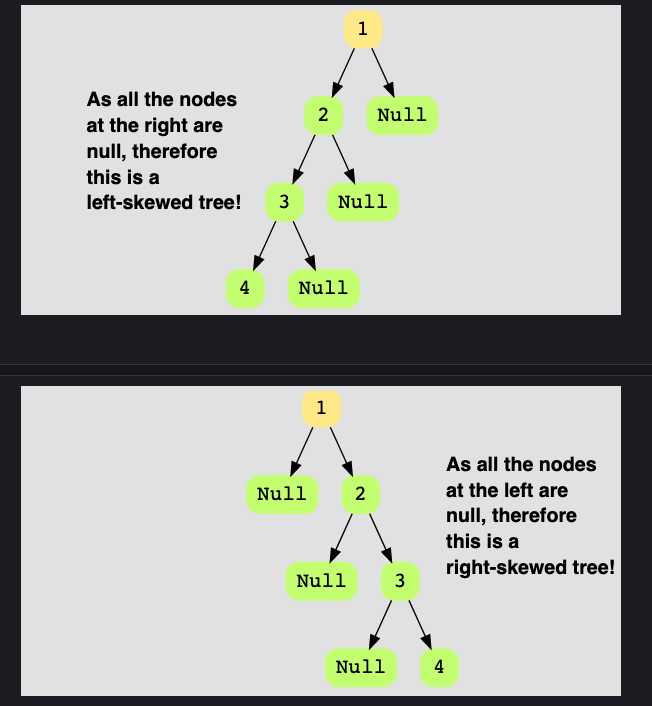 1
As all the nodes
at the right are
null, therefore
this is a
left-skewed tree!
2 Null
3 Null
4 Null
1
Null 2
As all the nodes
at the left are
null, therefore
this is a
right-skewed tree!
Null 3
Null 4